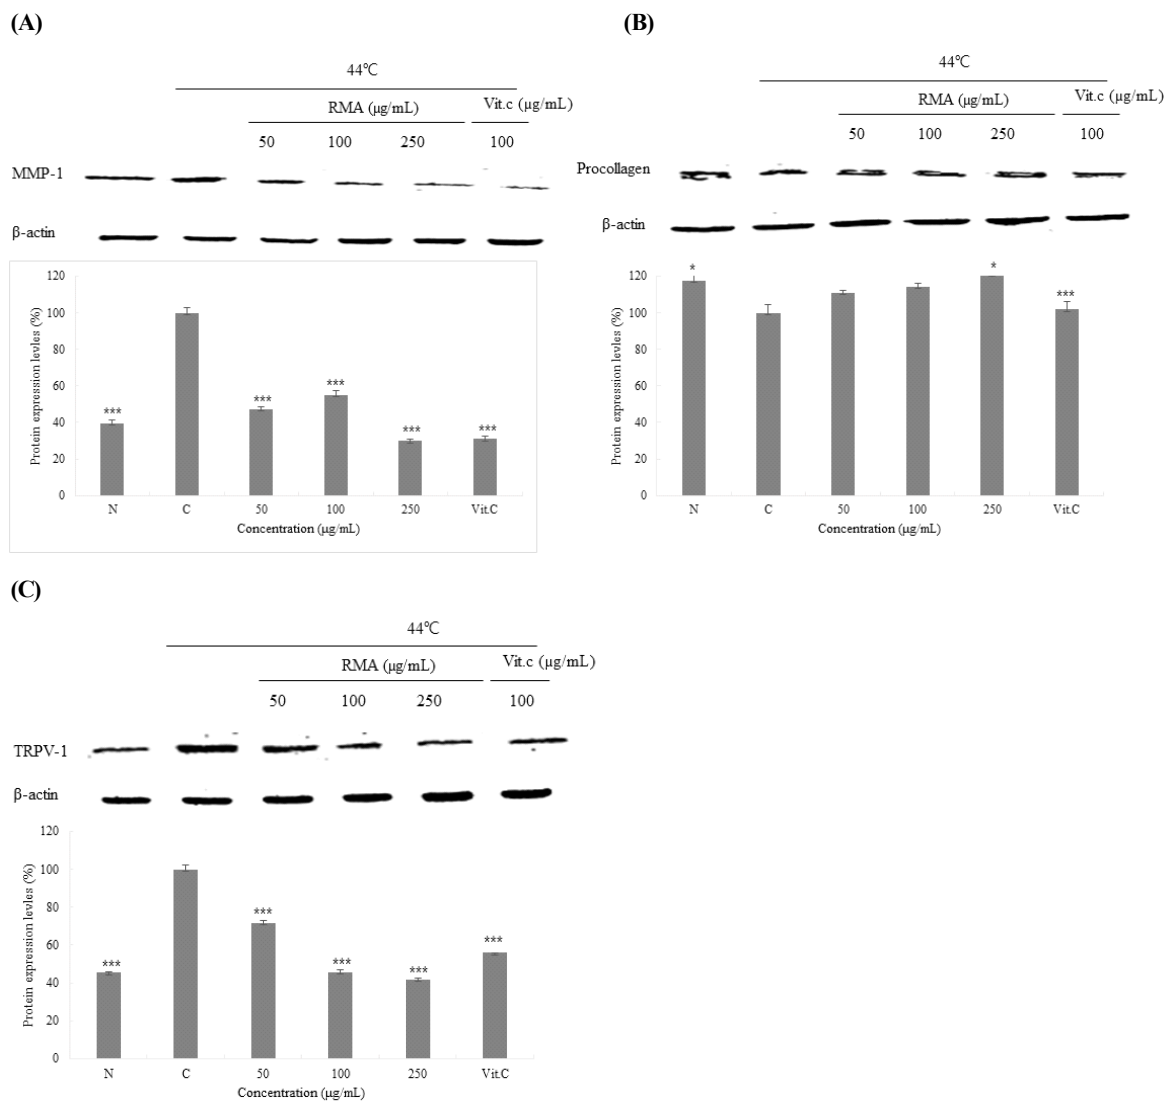 (A)
44℃
RMA (μg/mL)
Vit.c (μg/mL)
50 100 250 100
MMP-1
β-actin
120
100
80
60
40
20
0
Protein expression levles (%)
***
***
***
***
***
N C 50 100 250 Vit.C
Concentration (μg/mL)
(B)
44℃
RMA (μg/mL)
Vit.c (μg/mL)
50 100 250 100
Procollagen
β-actin
120
100
80
60
40
20
0
Protein expression levles (%)
*
*
***
N C 50 100 250 Vit.C
Concentration (μg/mL)
(C)
44℃
RMA (μg/mL)
Vit.c (μg/mL)
50 100 250 100
TRPV-1
β-actin
120
100
80
60
40
20
0
Protein expression levles (%)
***
***
***
***
***
N C 50 100 250 Vit.C
Concentration (μg/mL)